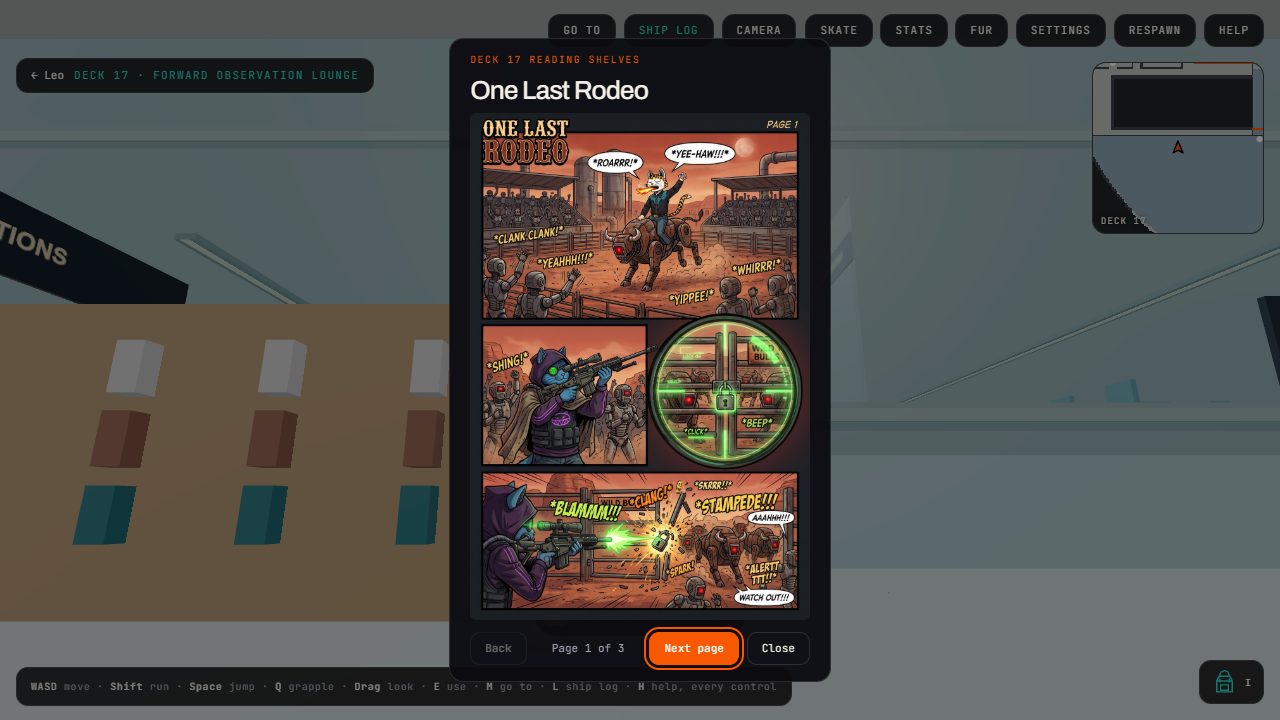 GO TO
SHIP LOG
CAMERA
SKATE
STATS
FUR
SETTINGS
RESPAWN
HELP
← Leo DECK 17 · FORWARD OBSERVATION LOUNGE
DECK 17 READING SHELVES
One Last Rodeo
ONE LAST
RODEO
PAGE 1
*ROARRR!*
*YEE-HAW!!!*
*CLANK CLANK!*
*YEAHHH!!!*
*WHIRRR!*
*YIPPEE!*
*SHING!*
WILD
BULLS
*CLICK*
*BEEP*
*BLAMMM!!!
*CLANG!*
*SKRRR!!*
*STAMPEDE!!!
AAAHHH!!!
*SPARK!
*ALERTT
TTT!!*
WATCH OUT!!!
TIONS
DECK 17
Back
Page 1 of 3
Next page
Close
WASD move · Shift run · Space jump · Q grapple · Drag look · E use · M go to · L ship log · H help, every control
I